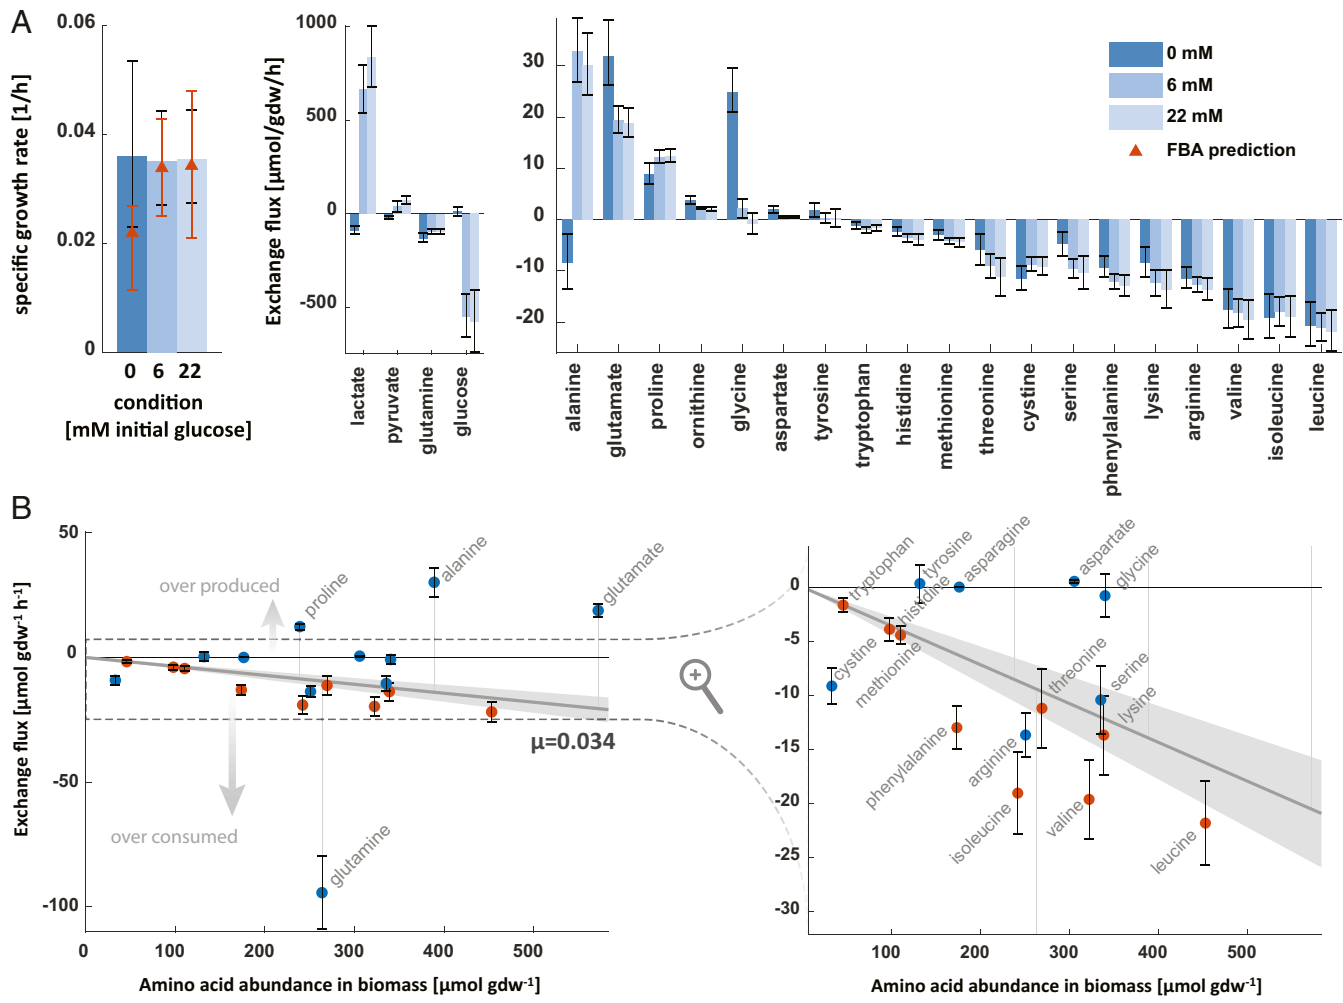 A
specific growth rate [1/h]
0.06
0.04
0.02
0
0 6 22
condition
[mM initial glucose]
Exchange flux [μmol/gdw/h]
1000
500
0
-500
lactate
pyruvate
glutamine
glucose
30
20
10
0
-10
-20
alanine
glutamate
proline
ornithine
glycine
aspartate
tyrosine
tryptophan
histidine
methionine
threonine
cystine
serine
phenylalanine
lysine
arginine
valine
isoleucine
leucine
0 mM
6 mM
22 mM
FBA prediction
B
Exchange flux [μmol gdw-1 h-1]
50
0
-50
-100
0 100 200 300 400 500
Amino acid abundance in biomass [μmol gdw-1]
over produced
over consumed
proline
alanine
glutamate
glutamine
μ=0.034
0
-5
-10
-15
-20
-25
-30
0 100 200 300 400 500
Amino acid abundance in biomass [μmol gdw-1]
tryptophan
tyrosine
histidine
asparagine
aspartate
glycine
cystine
methionine
threonine
serine
lysine
phenylalanine
arginine
isoleucine
valine
leucine